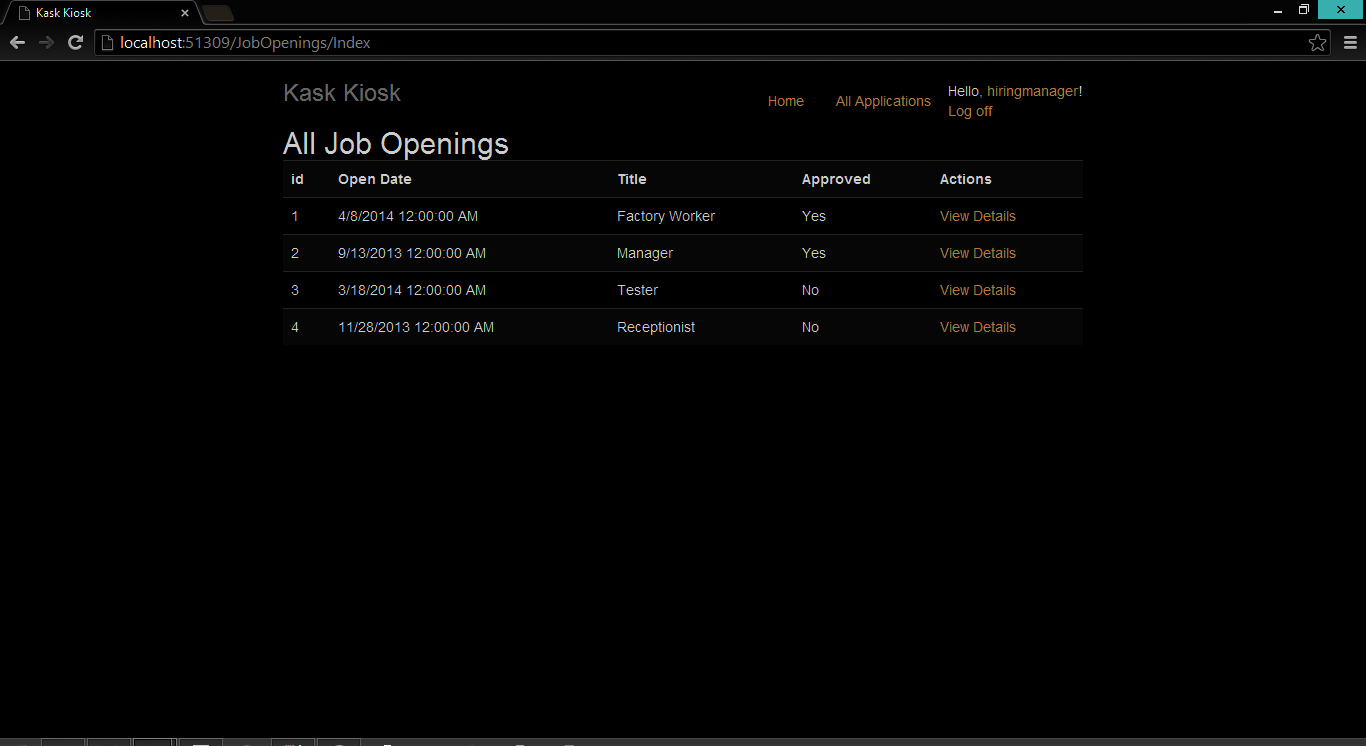 Kask Kiosk
localhost:51309/JobOpenings/Index
Kask Kiosk
Home All Applications
Hello, hiringmanager!
Log off
All Job Openings
id Open Date Title Approved Actions
1 4/8/2014 12:00:00 AM Factory Worker Yes View Details
2 9/13/2013 12:00:00 AM Manager Yes View Details
3 3/18/2014 12:00:00 AM Tester No View Details
4 11/28/2013 12:00:00 AM Receptionist No View Details